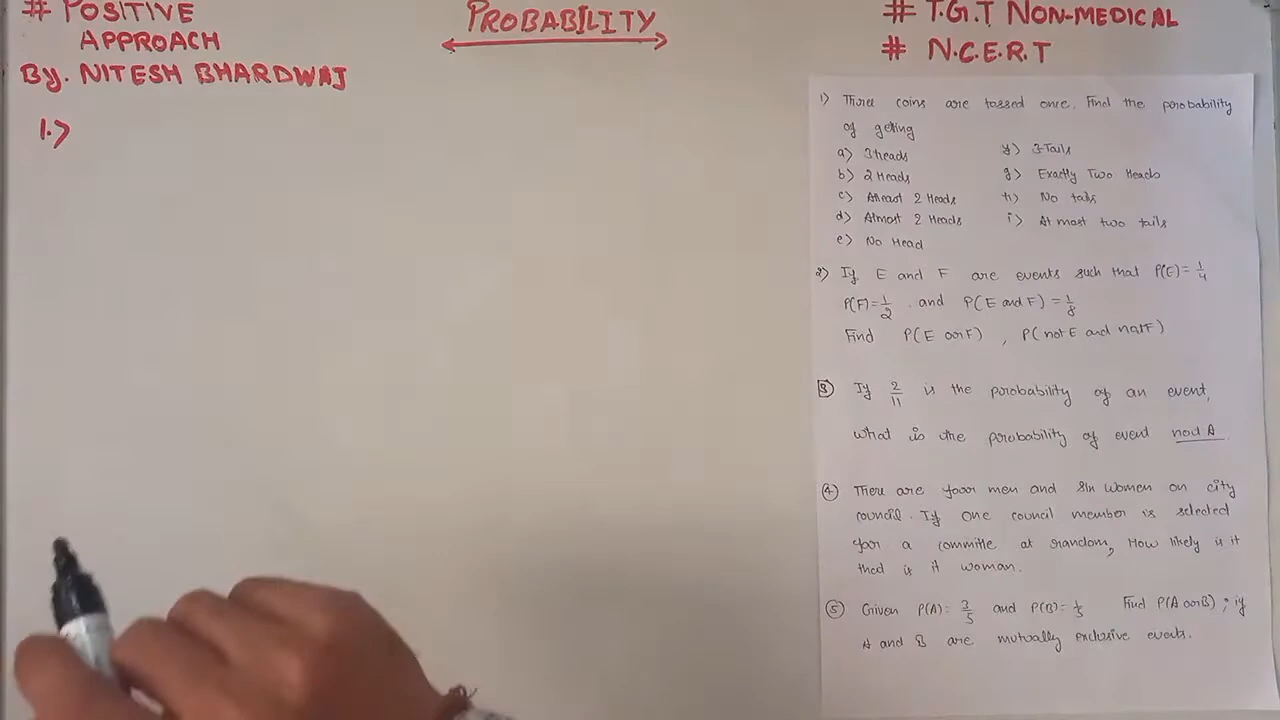 # POSITIVE
APPROACH
By. NITESH BHARDWAJ
PROBABILITY
# T.G.T NON-MEDICAL
# N.C.E.R.T
1.>
1) Three coins are tossed once. Find the probability
of geting
a) 3 heads
b) 2 Heads
c) Atleast 2 Heads
d) Atmost 2 Heads
e) No Head
f) 3 Tails
g) Exactly Two Heads
h) No tails
i) At most two tails
2) If E and F are events such that P(E)= 1/4
P(F)= 1/2 . and P(E and F) = 1/8
Find P(E or F) , P(not E and not F)
3) If 2/11 is the probability of an event,
what is the probability of event not A
4) There are four men and six women on city
council. If one council member is selected
for a committe at random, How likely is it
that is it woman.
5) Given P(A)= 3/5 and P(B)= 1/5 Find P(A or B) ; if
A and B are mutually exclusive events.